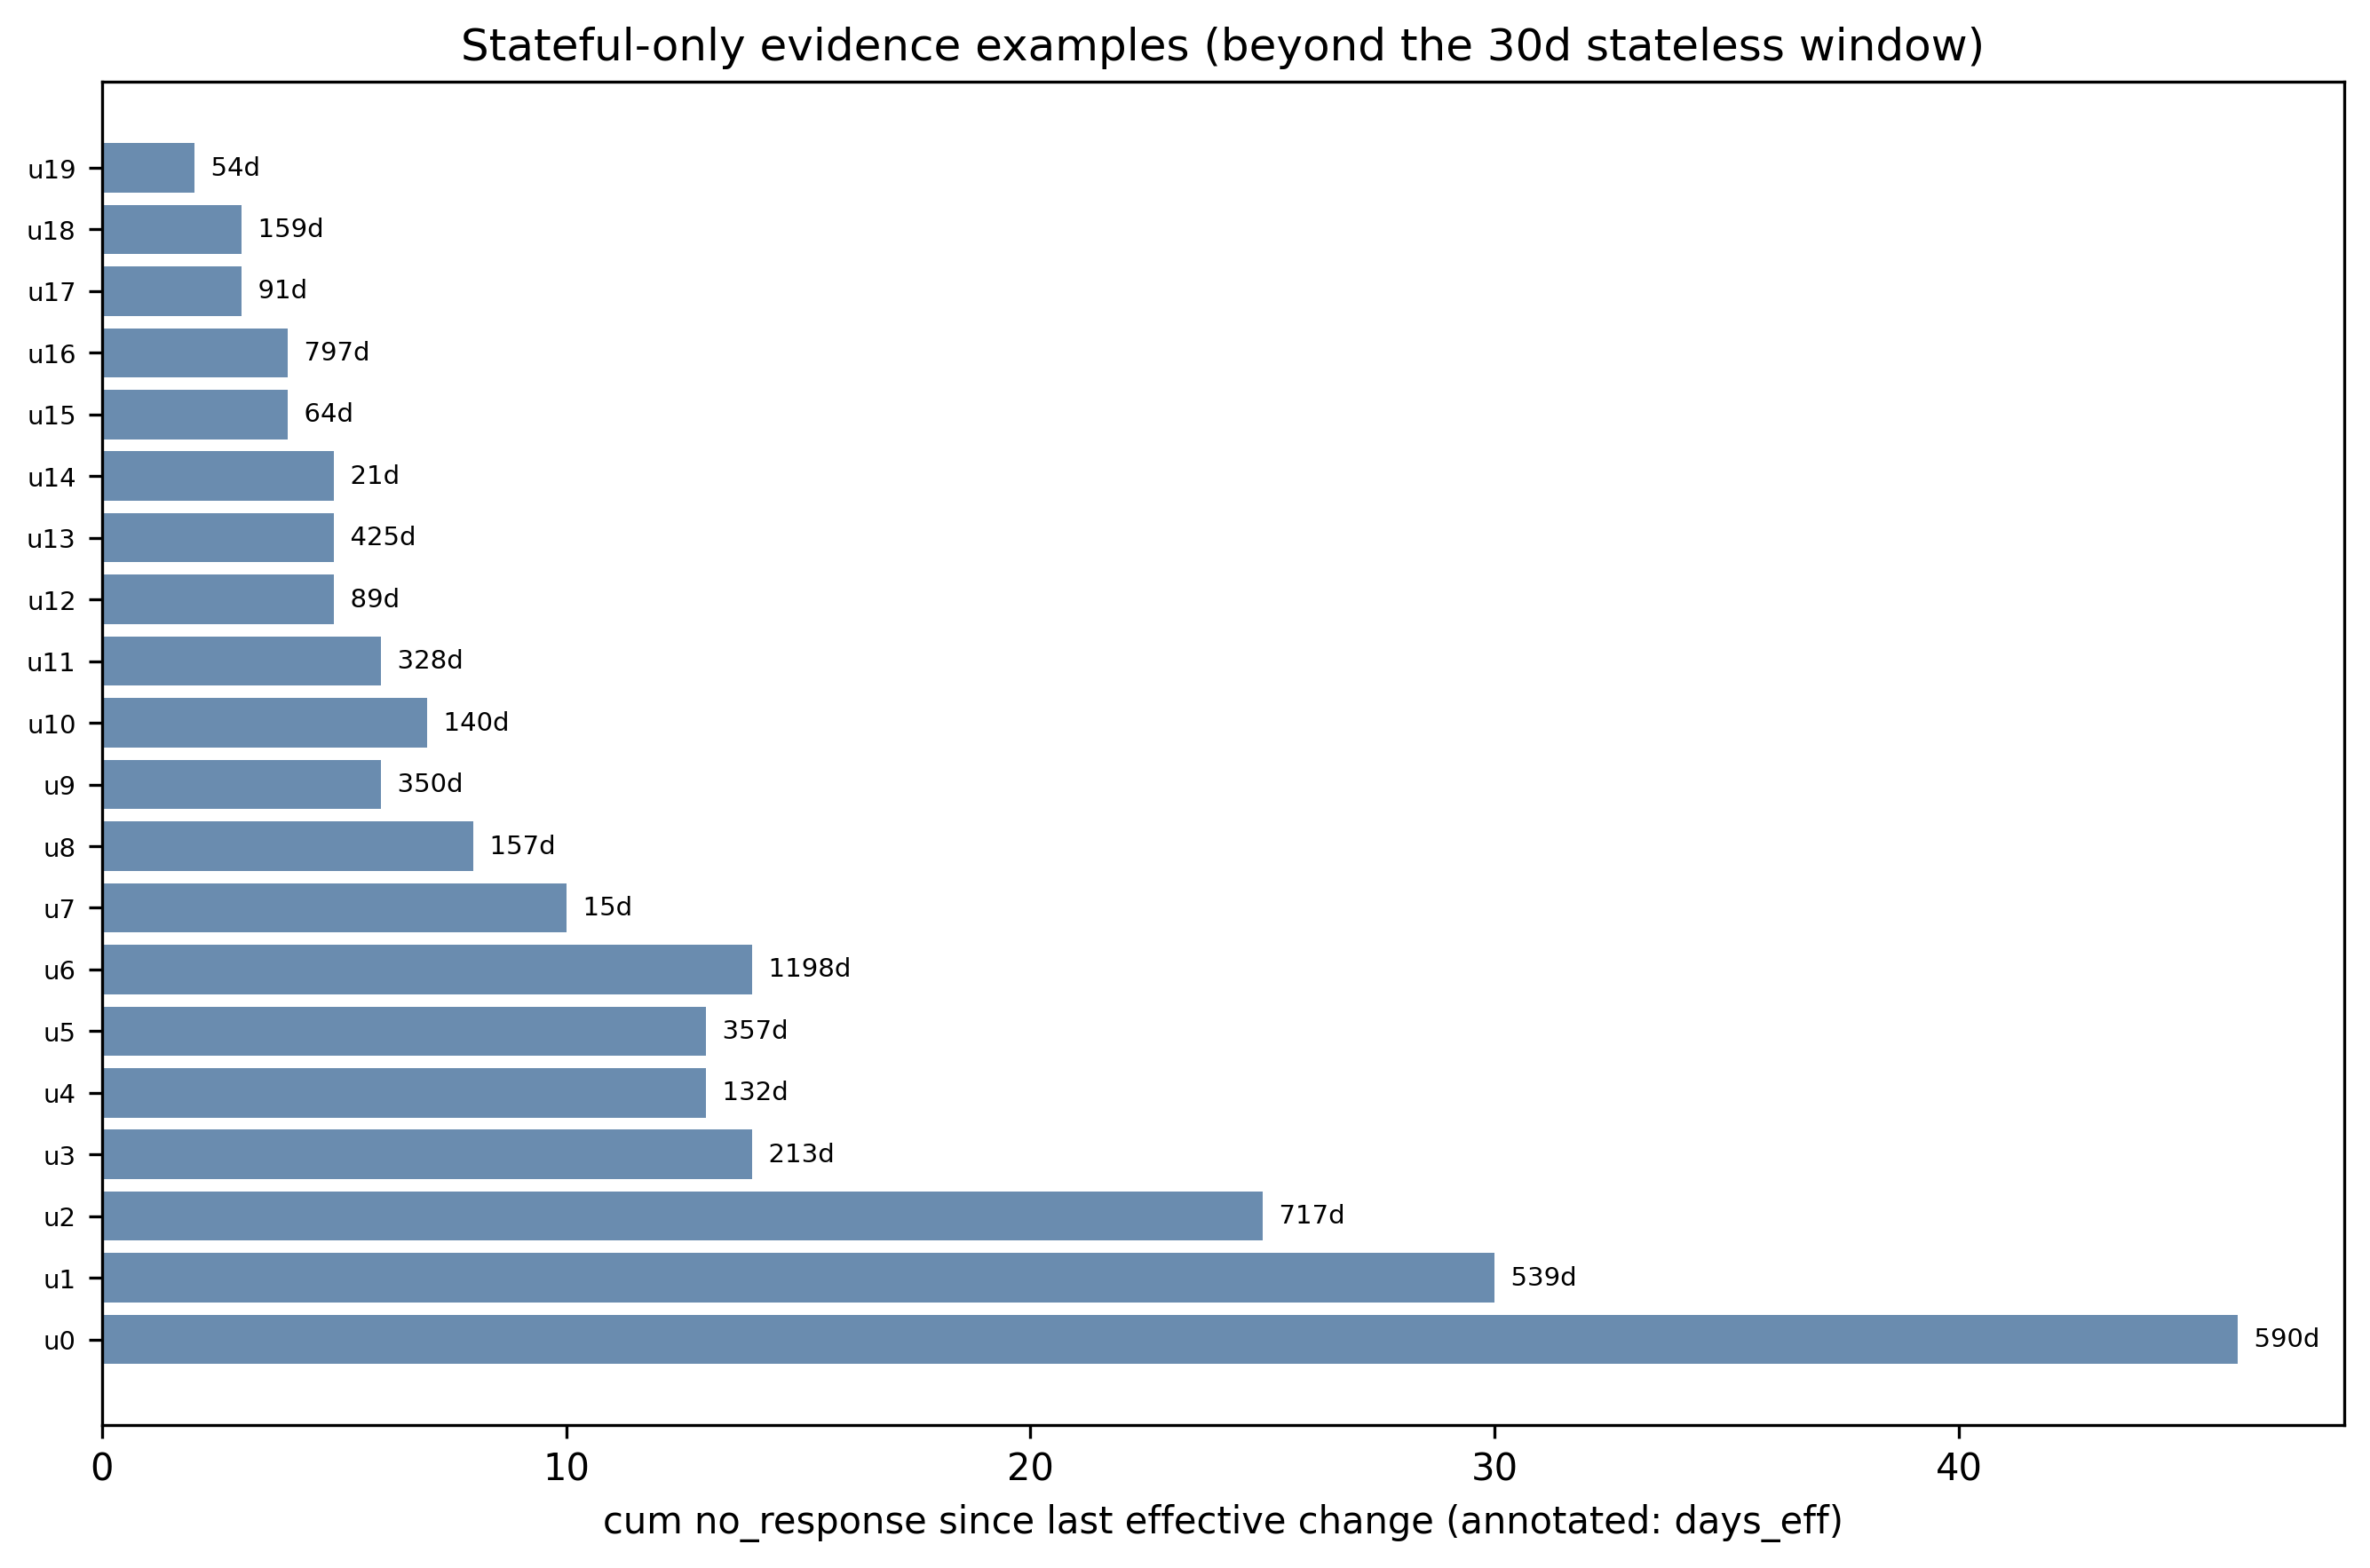 Stateful-only evidence examples (beyond the 30d stateless window)
u19 54d
u18 159d
u17 91d
u16 797d
u15 64d
u14 21d
u13 425d
u12 89d
u11 328d
u10 140d
u9 350d
u8 157d
u7 15d
u6 1198d
u5 357d
u4 132d
u3 213d
u2 717d
u1 539d
u0 590d
0 10 20 30 40
cum no_response since last effective change (annotated: days_eff)